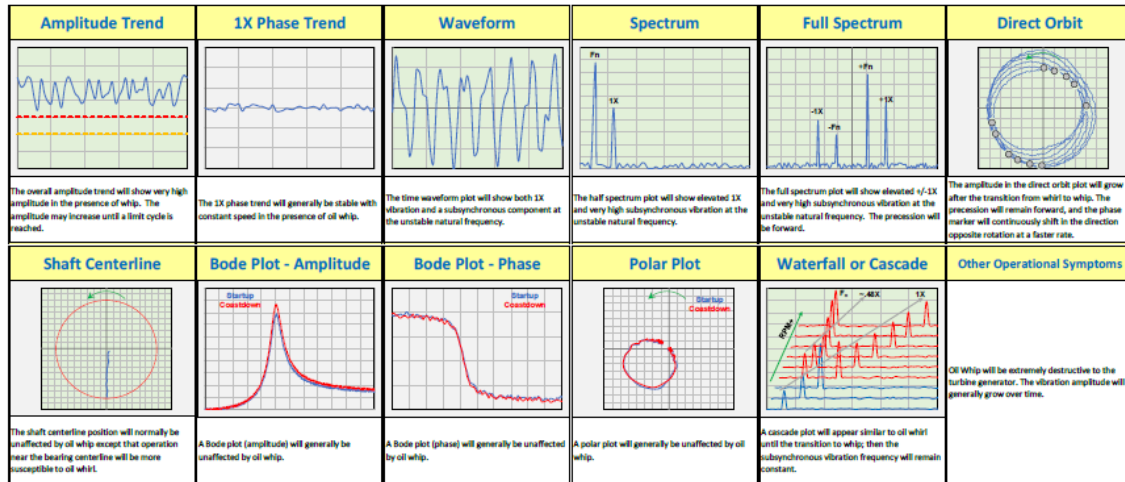 Amplitude Trend
1X Phase Trend
Waveform
Spectrum
Full Spectrum
Direct Orbit
Fn
1X
+Fn
-1X
+1X
-Fn
The overall amplitude trend will show very high
amplitude in the presence of whip. The
amplitude may increase until a limit cycle is
reached.
The 1X phase trend will generally be stable with
constant speed in the presence of oil whip.
The time waveform plot will show both 1X
vibration and a subsynchronous component at
the unstable natural frequency.
The half spectrum plot will show elevated 1X
and very high subsynchronous vibration at the
unstable natural frequency.
The full spectrum plot will show elevated +/-1X
and very high subsynchronous vibration at the
unstable natural frequency. The precession will
be forward.
The amplitude in the direct orbit plot will grow
after the transition from whirl to whip. The
precession will remain forward, and the phase
marker will continuously shift in the direction
opposite rotation at a faster rate.
Shaft Centerline
Bode Plot - Amplitude
Bode Plot - Phase
Polar Plot
Waterfall or Cascade
Other Operational Symptoms
Startup
Coastdown
Startup
Coastdown
Startup
Coastdown
Fn
~.48X
1X
RPM+
The shaft centerline position will normally be
unaffected by oil whip except that operation
near the bearing centerline will be more
susceptible to oil whirl.
A Bode plot (amplitude) will generally be
unaffected by oil whip.
A Bode plot (phase) will generally be unaffected
by oil whip.
A polar plot will generally be unaffected by oil
whip.
A cascade plot will appear similar to oil whirl
until the transition to whip; then the
subsynchronous vibration frequency will remain
constant.
Oil Whip will be extremely destructive to the
turbine generator. The vibration amplitude will
generally grow over time.